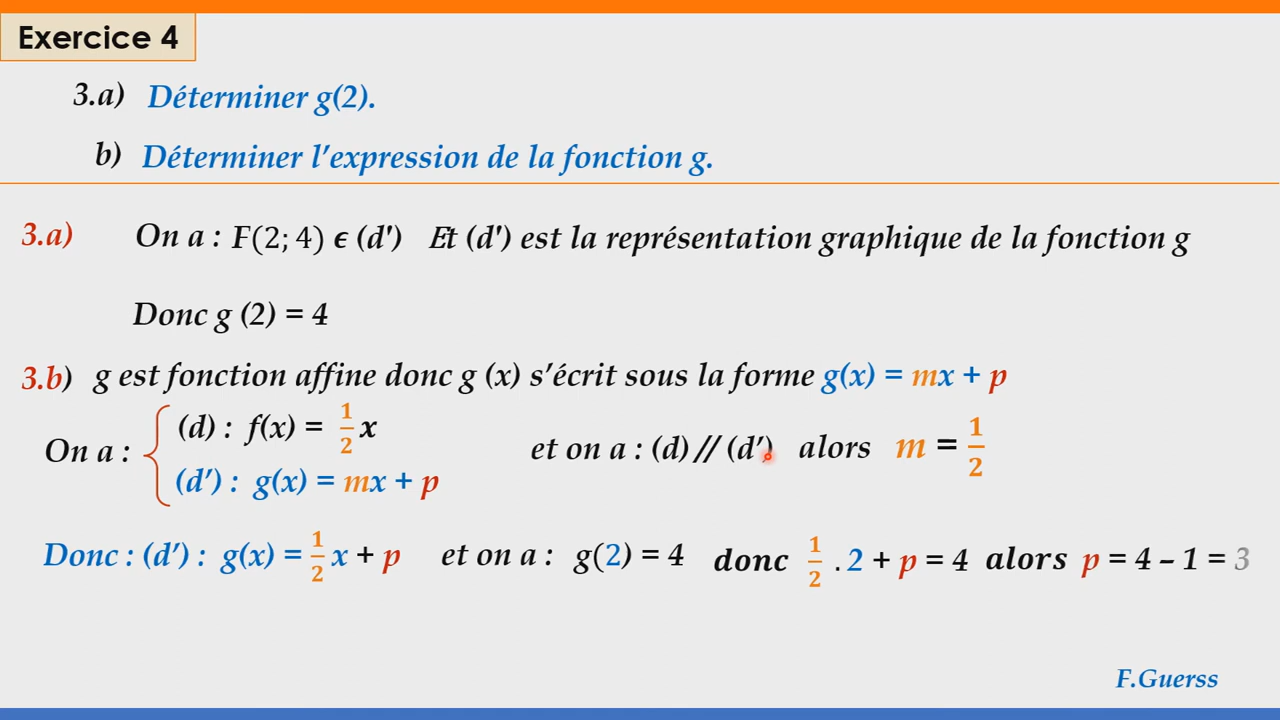 Exercice 4
3.a) Déterminer g(2).
b) Déterminer l'expression de la fonction g.
3.a) On a : F(2; 4) ϵ (d') Et (d') est la représentation graphique de la fonction g
Donc g (2) = 4
3.b) g est fonction affine donc g (x) s'écrit sous la forme g(x) = mx + p
On a : { (d) : f(x) = 1/2 x
(d') : g(x) = mx + p
et on a : (d) // (d') alors m = 1/2
Donc : (d') : g(x) = 1/2 x + p et on a : g(2) = 4 donc 1/2 . 2 + p = 4 alors p = 4 – 1 = 3
F.Guerss